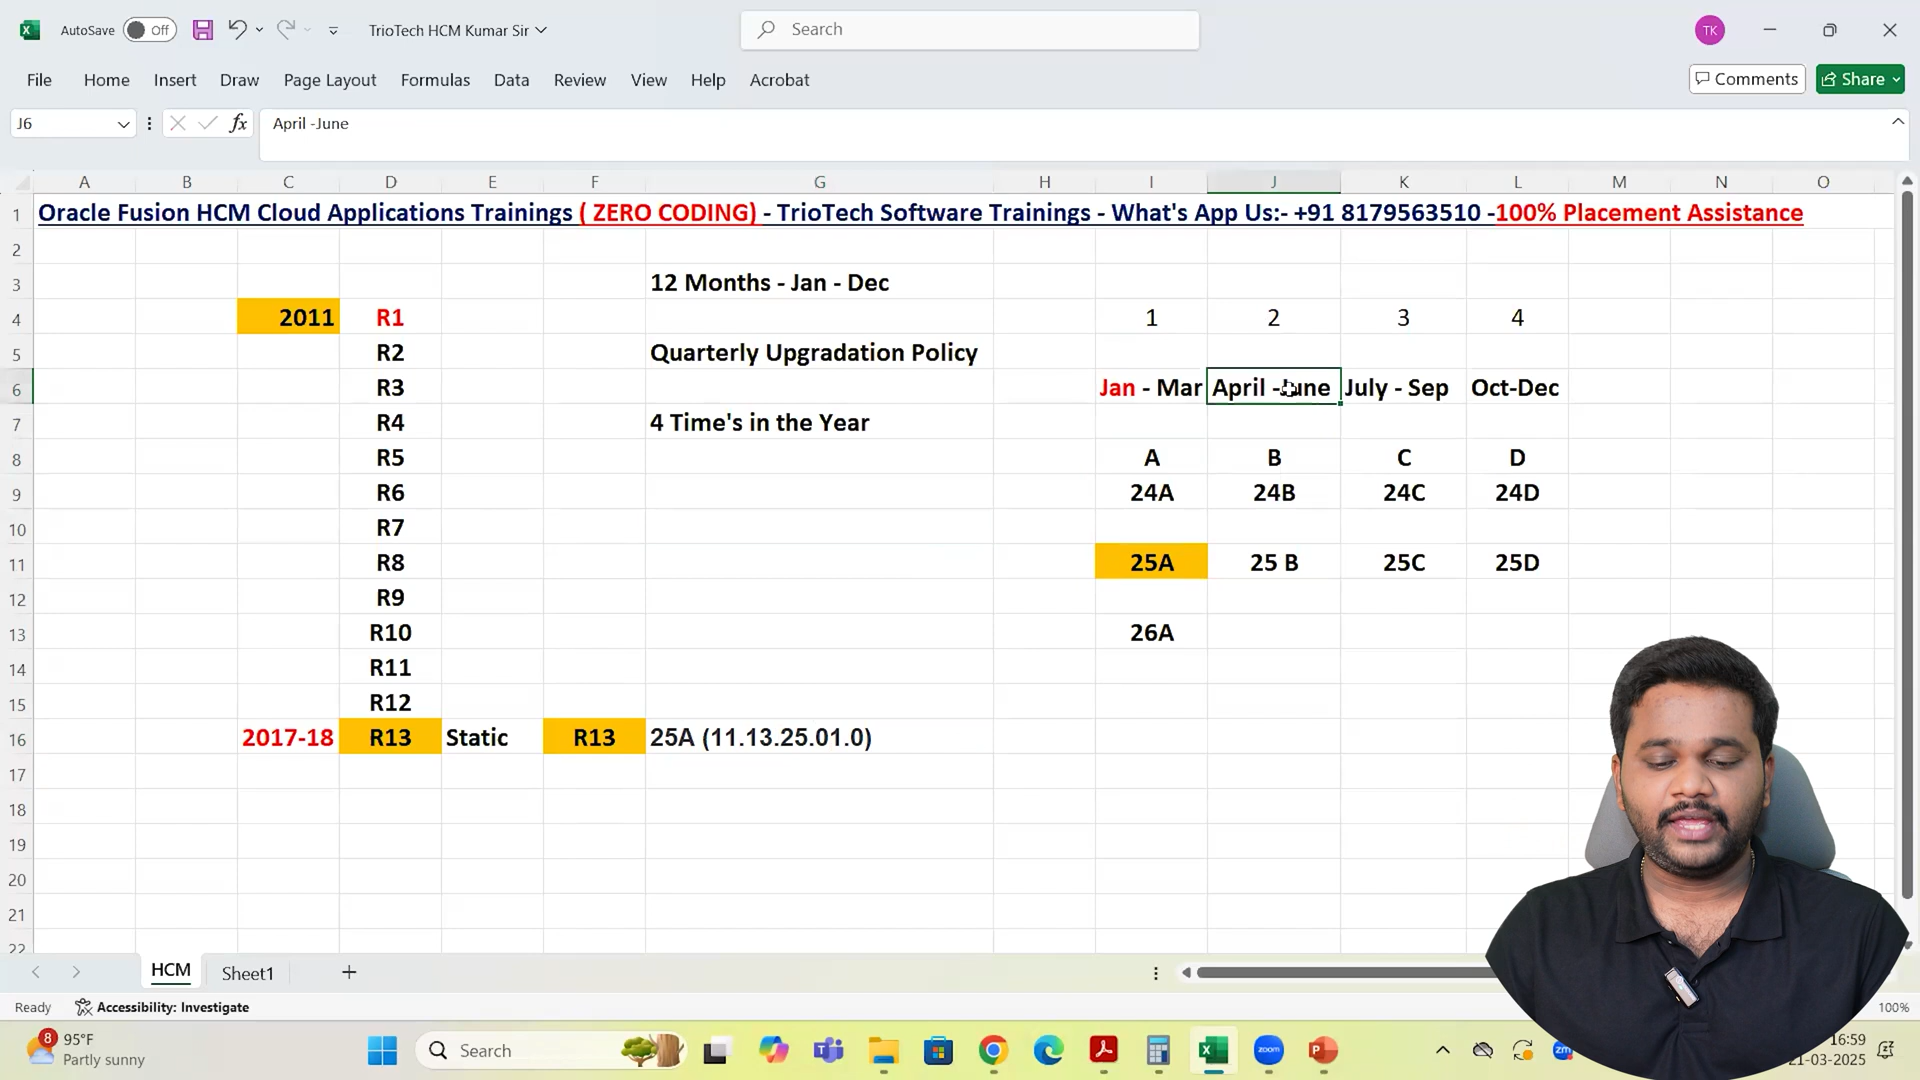 AutoSave Off TrioTech HCM Kumar Sir Search TK
File Home Insert Draw Page Layout Formulas Data Review View Help Acrobat Comments Share
J6 fx April -June
A B C D E F G H I J K L M N O
1 Oracle Fusion HCM Cloud Applications Trainings ( ZERO CODING) - TrioTech Software Trainings - What's App Us:- +91 8179563510 -100% Placement Assistance
2
3 12 Months - Jan - Dec
4 2011 R1 1 2 3 4
5 R2 Quarterly Upgradation Policy
6 R3 Jan - Mar April -June July - Sep Oct-Dec
7 R4 4 Time's in the Year
8 R5 A B C D
9 R6 24A 24B 24C 24D
10 R7
11 R8 25A 25 B 25C 25D
12 R9
13 R10 26A
14 R11
15 R12
16 2017-18 R13 Static R13 25A (11.13.25.01.0)
17
18
19
20
21
22
HCM Sheet1
Ready Accessibility: Investigate 100%
8 95°F Search zoom zm 16:59
Partly sunny 21-03-2025